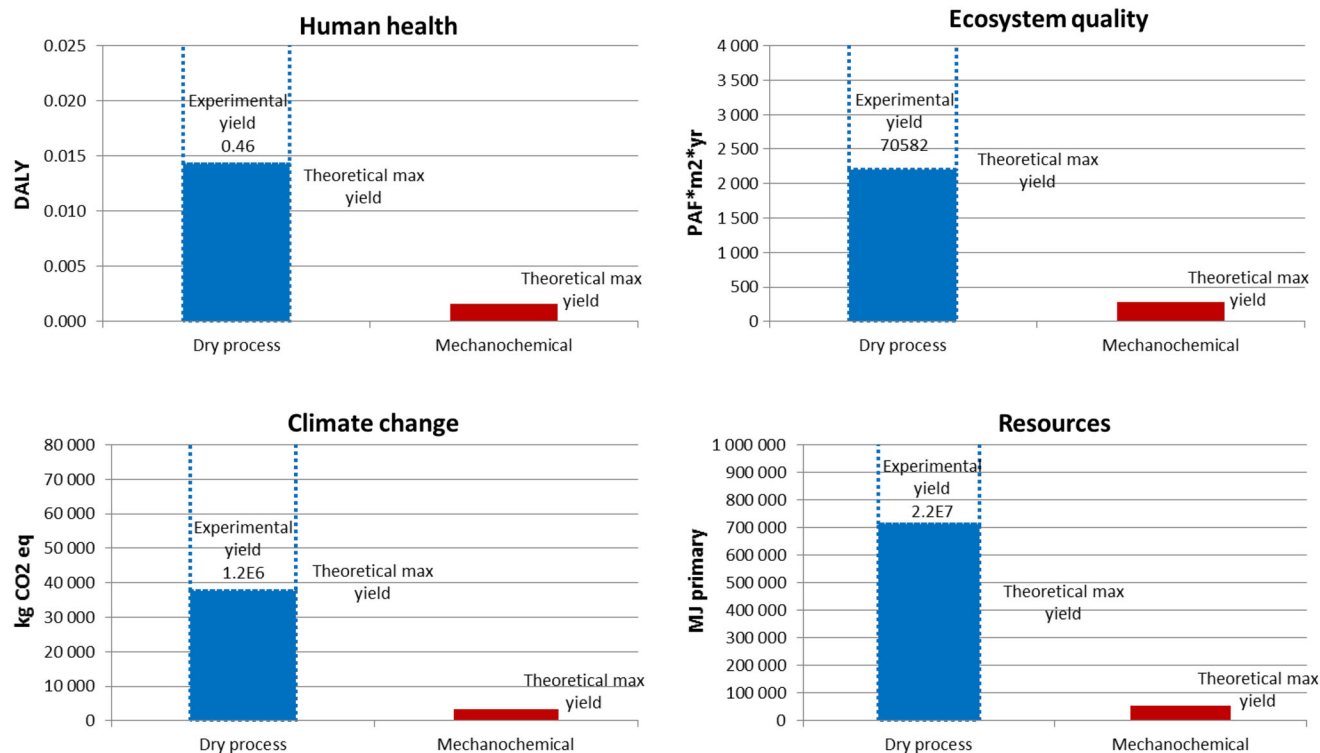 Human health
DALY
0.025
0.020
0.015
0.010
0.005
0.000
Experimental
yield
0.46
Theoretical max
yield
Theoretical max
yield
Dry process
Mechanochemical
Ecosystem quality
PAF*m2*yr
4 000
3 500
3 000
2 500
2 000
1 500
1 000
500
0
Experimental
yield
70582
Theoretical max
yield
Theoretical max
yield
Dry process
Mechanochemical
Climate change
kg CO2 eq
80 000
70 000
60 000
50 000
40 000
30 000
20 000
10 000
0
Experimental
yield
1.2E6
Theoretical max
yield
Theoretical max
yield
Dry process
Mechanochemical
Resources
MJ primary
1 000 000
900 000
800 000
700 000
600 000
500 000
400 000
300 000
200 000
100 000
0
Experimental
yield
2.2E7
Theoretical max
yield
Theoretical max
yield
Dry process
Mechanochemical